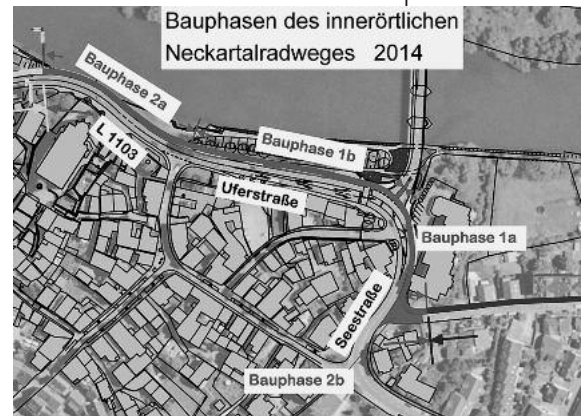 Bauphasen des innerörtlichen
Neckartalradweges 2014
Bauphase 2a
L 1103
Bauphase 1b
Uferstraße
Bauphase 1a
Seestraße
Bauphase 2b